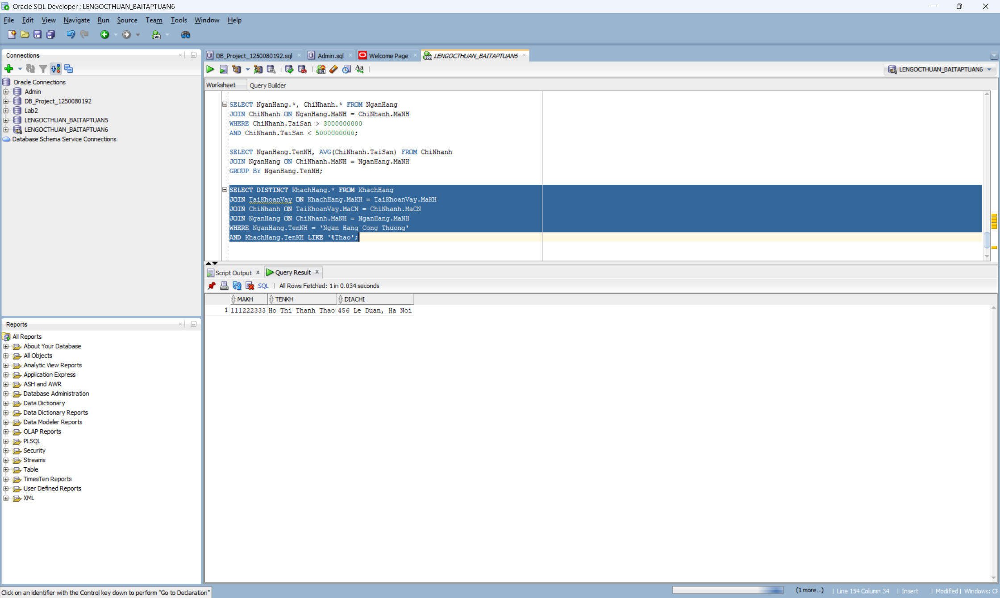 Oracle SQL Developer : LENGOCTHUAN_BAITAPTUAN6
File Edit View Navigate Run Source Team Tools Window Help
Connections
Oracle Connections
Admin
DB_Project_1250080192
Lab2
LENGOCTHUAN_BAITAPTUAN5
LENGOCTHUAN_BAITAPTUAN6
Database Schema Service Connections
Reports
All Reports
About Your Database
All Objects
Analytic View Reports
Application Express
ASH and AWR
Database Administration
Data Dictionary
Data Dictionary Reports
Data Modeler Reports
OLAP Reports
PLSQL
Security
Streams
Table
TimesTen Reports
User Defined Reports
XML
DB_Project_1250080192.sql Admin.sql Welcome Page LENGOCTHUAN_BAITAPTUAN6
LENGOCTHUAN_BAITAPTUAN6
Worksheet Query Builder
SELECT NganHang.*, ChiNhanh.* FROM NganHang
JOIN ChiNhanh ON NganHang.MaNH = ChiNhanh.MaNH
WHERE ChiNhanh.TaiSan > 3000000000
AND ChiNhanh.TaiSan < 5000000000;
SELECT NganHang.TenNH, AVG(ChiNhanh.TaiSan) FROM ChiNhanh
JOIN NganHang ON ChiNhanh.MaNH = NganHang.MaNH
GROUP BY NganHang.TenNH;
SELECT DISTINCT KhachHang.* FROM KhachHang
JOIN TaiKhoanVay ON KhachHang.MaKH = TaiKhoanVay.MaKH
JOIN ChiNhanh ON TaiKhoanVay.MaCN = ChiNhanh.MaCN
JOIN NganHang ON ChiNhanh.MaNH = NganHang.MaNH
WHERE NganHang.TenNH = 'Ngan Hang Cong Thuong'
AND KhachHang.TenKH LIKE '%Thao';
Script Output x Query Result x
SQL | All Rows Fetched: 1 in 0.034 seconds
MAKH TENKH DIACHI
1 111222333 Ho Thi Thanh Thao 456 Le Duan, Ha Noi
Click on an identifier with the Control key down to perform "Go to Declaration"
(1 more...) | Line 154 Column 34 | Insert | Modified | Windows: